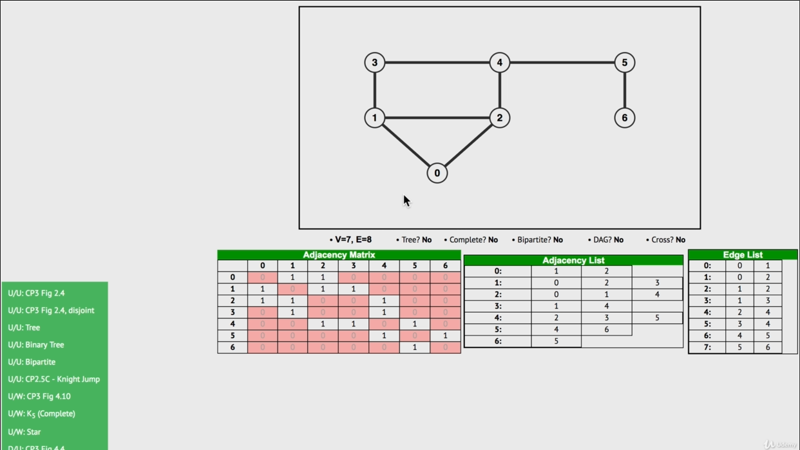 3 4 5
1 2 6
0
• V=7, E=8 • Tree? No • Complete? No • Bipartite? No • DAG? No • Cross? No
Adjacency Matrix
0 1 2 3 4 5 6
0 0 1 1 0 0 0 0
1 1 0 1 1 0 0 0
2 1 1 0 0 1 0 0
3 0 1 0 0 1 0 0
4 0 0 1 1 0 1 0
5 0 0 0 0 1 0 1
6 0 0 0 0 0 1 0
Adjacency List
0: 1 2
1: 0 2 3
2: 0 1 4
3: 1 4
4: 2 3 5
5: 4 6
6: 5
Edge List
0: 0 1
1: 0 2
2: 1 2
3: 1 3
4: 2 4
5: 3 4
6: 4 5
7: 5 6
U/U: CP3 Fig 2.4
U/U: CP3 Fig 2.4, disjoint
U/U: Tree
U/U: Binary Tree
U/U: Bipartite
U/U: CP2.5C - Knight Jump
U/W: CP3 Fig 4.10
U/W: K5 (Complete)
U/W: Star
D/U: CP3 Fig 4.4
Udemy